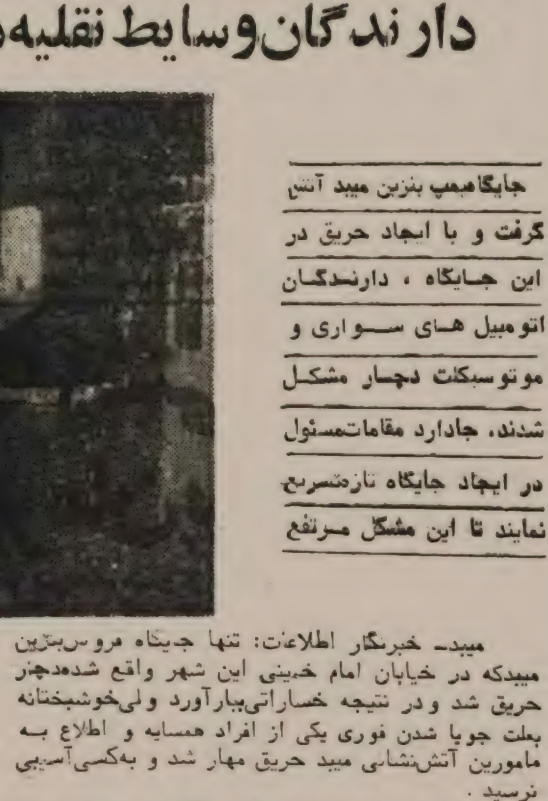 دارندگان وسایط نقلیه
جایگاه پمپ بنزین میبد آتش
گرفت و با ایجاد حریق در
این جایگاه ، دارندگان
اتومبیل های سواری و
موتوسیکلت دچار مشکل
شدند، جادارد مقامات مسئول
در ایجاد جایگاه تازه تسریع
نمایند تا این مشکل مرتفع
میبد ـ خبرنگار اطلاعات: تنها جایگاه فروش بنزین
میبدکه در خیابان امام خمینی این شهر واقع شده دچار
حریق شد و در نتیجه خساراتی ببار آورد ولی خوشبختانه
بعلت جویا شدن فوری یکی از افراد همسایه و اطلاع به
مامورین آتش‌نشانی میبد حریق مهار شد و به‌کسی آسیبی
نرسید .